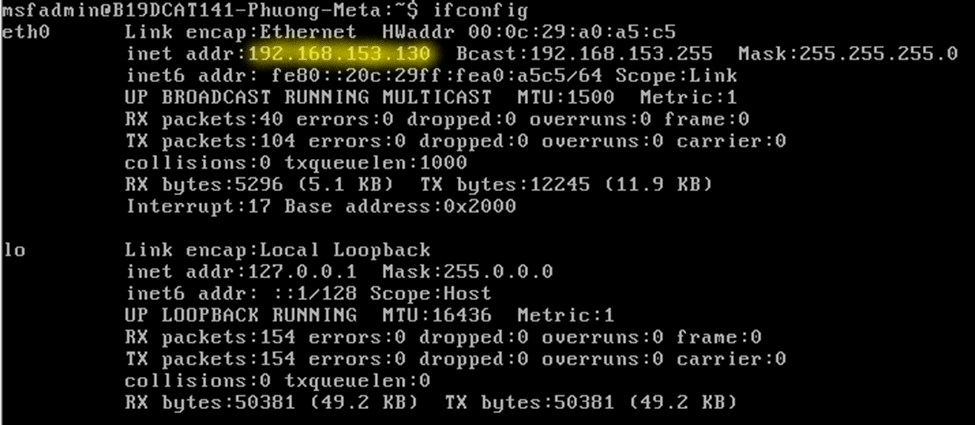 msfadmin@B19DCAT141-Phuong-Meta:~$ ifconfig
eth0      Link encap:Ethernet  HWaddr 00:0c:29:a0:a5:c5
          inet addr:192.168.153.130  Bcast:192.168.153.255  Mask:255.255.255.0
          inet6 addr: fe80::20c:29ff:fea0:a5c5/64 Scope:Link
          UP BROADCAST RUNNING MULTICAST  MTU:1500  Metric:1
          RX packets:40 errors:0 dropped:0 overruns:0 frame:0
          TX packets:104 errors:0 dropped:0 overruns:0 carrier:0
          collisions:0 txqueuelen:1000
          RX bytes:5296 (5.1 KB)  TX bytes:12245 (11.9 KB)
          Interrupt:17 Base address:0x2000
lo        Link encap:Local Loopback
          inet addr:127.0.0.1  Mask:255.0.0.0
          inet6 addr: ::1/128 Scope:Host
          UP LOOPBACK RUNNING  MTU:16436  Metric:1
          RX packets:154 errors:0 dropped:0 overruns:0 frame:0
          TX packets:154 errors:0 dropped:0 overruns:0 carrier:0
          collisions:0 txqueuelen:0
          RX bytes:50381 (49.2 KB)  TX bytes:50381 (49.2 KB)